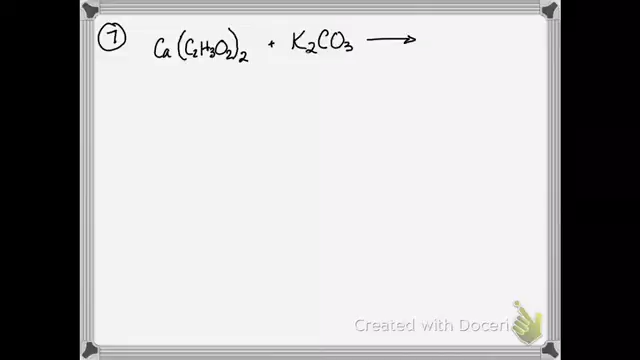 ⑦ Ca(C₂H₃O₂)₂ + K₂CO₃ ⟶
Created with Doceri